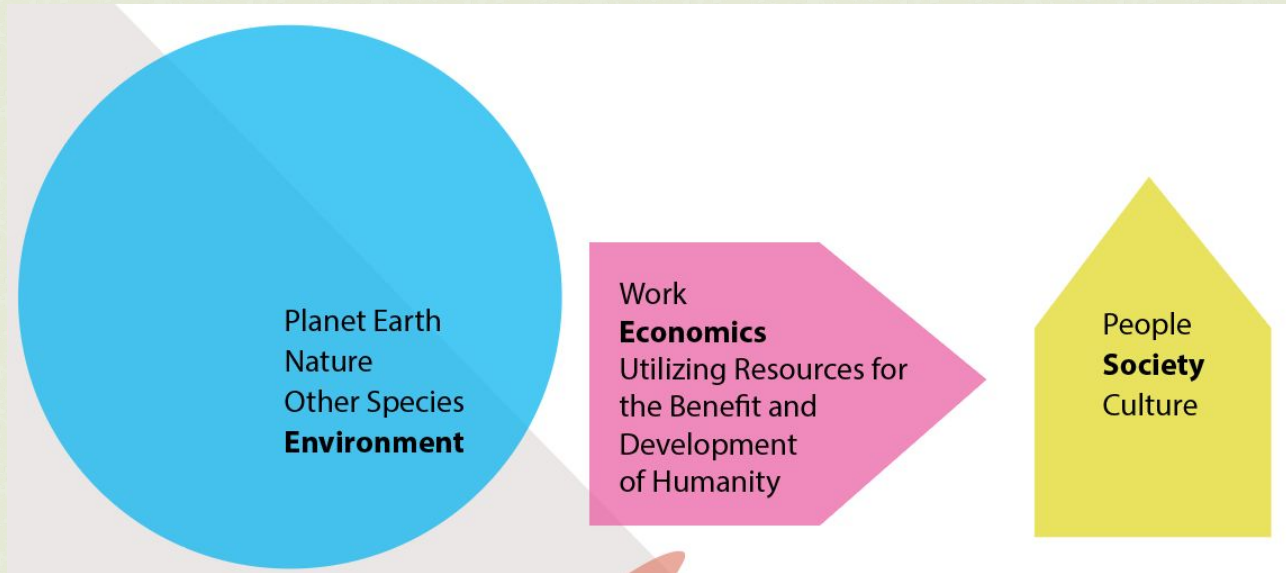 Planet Earth
Nature
Other Species
Environment
Work
Economics
Utilizing Resources for
the Benefit and
Development
of Humanity
People
Society
Culture